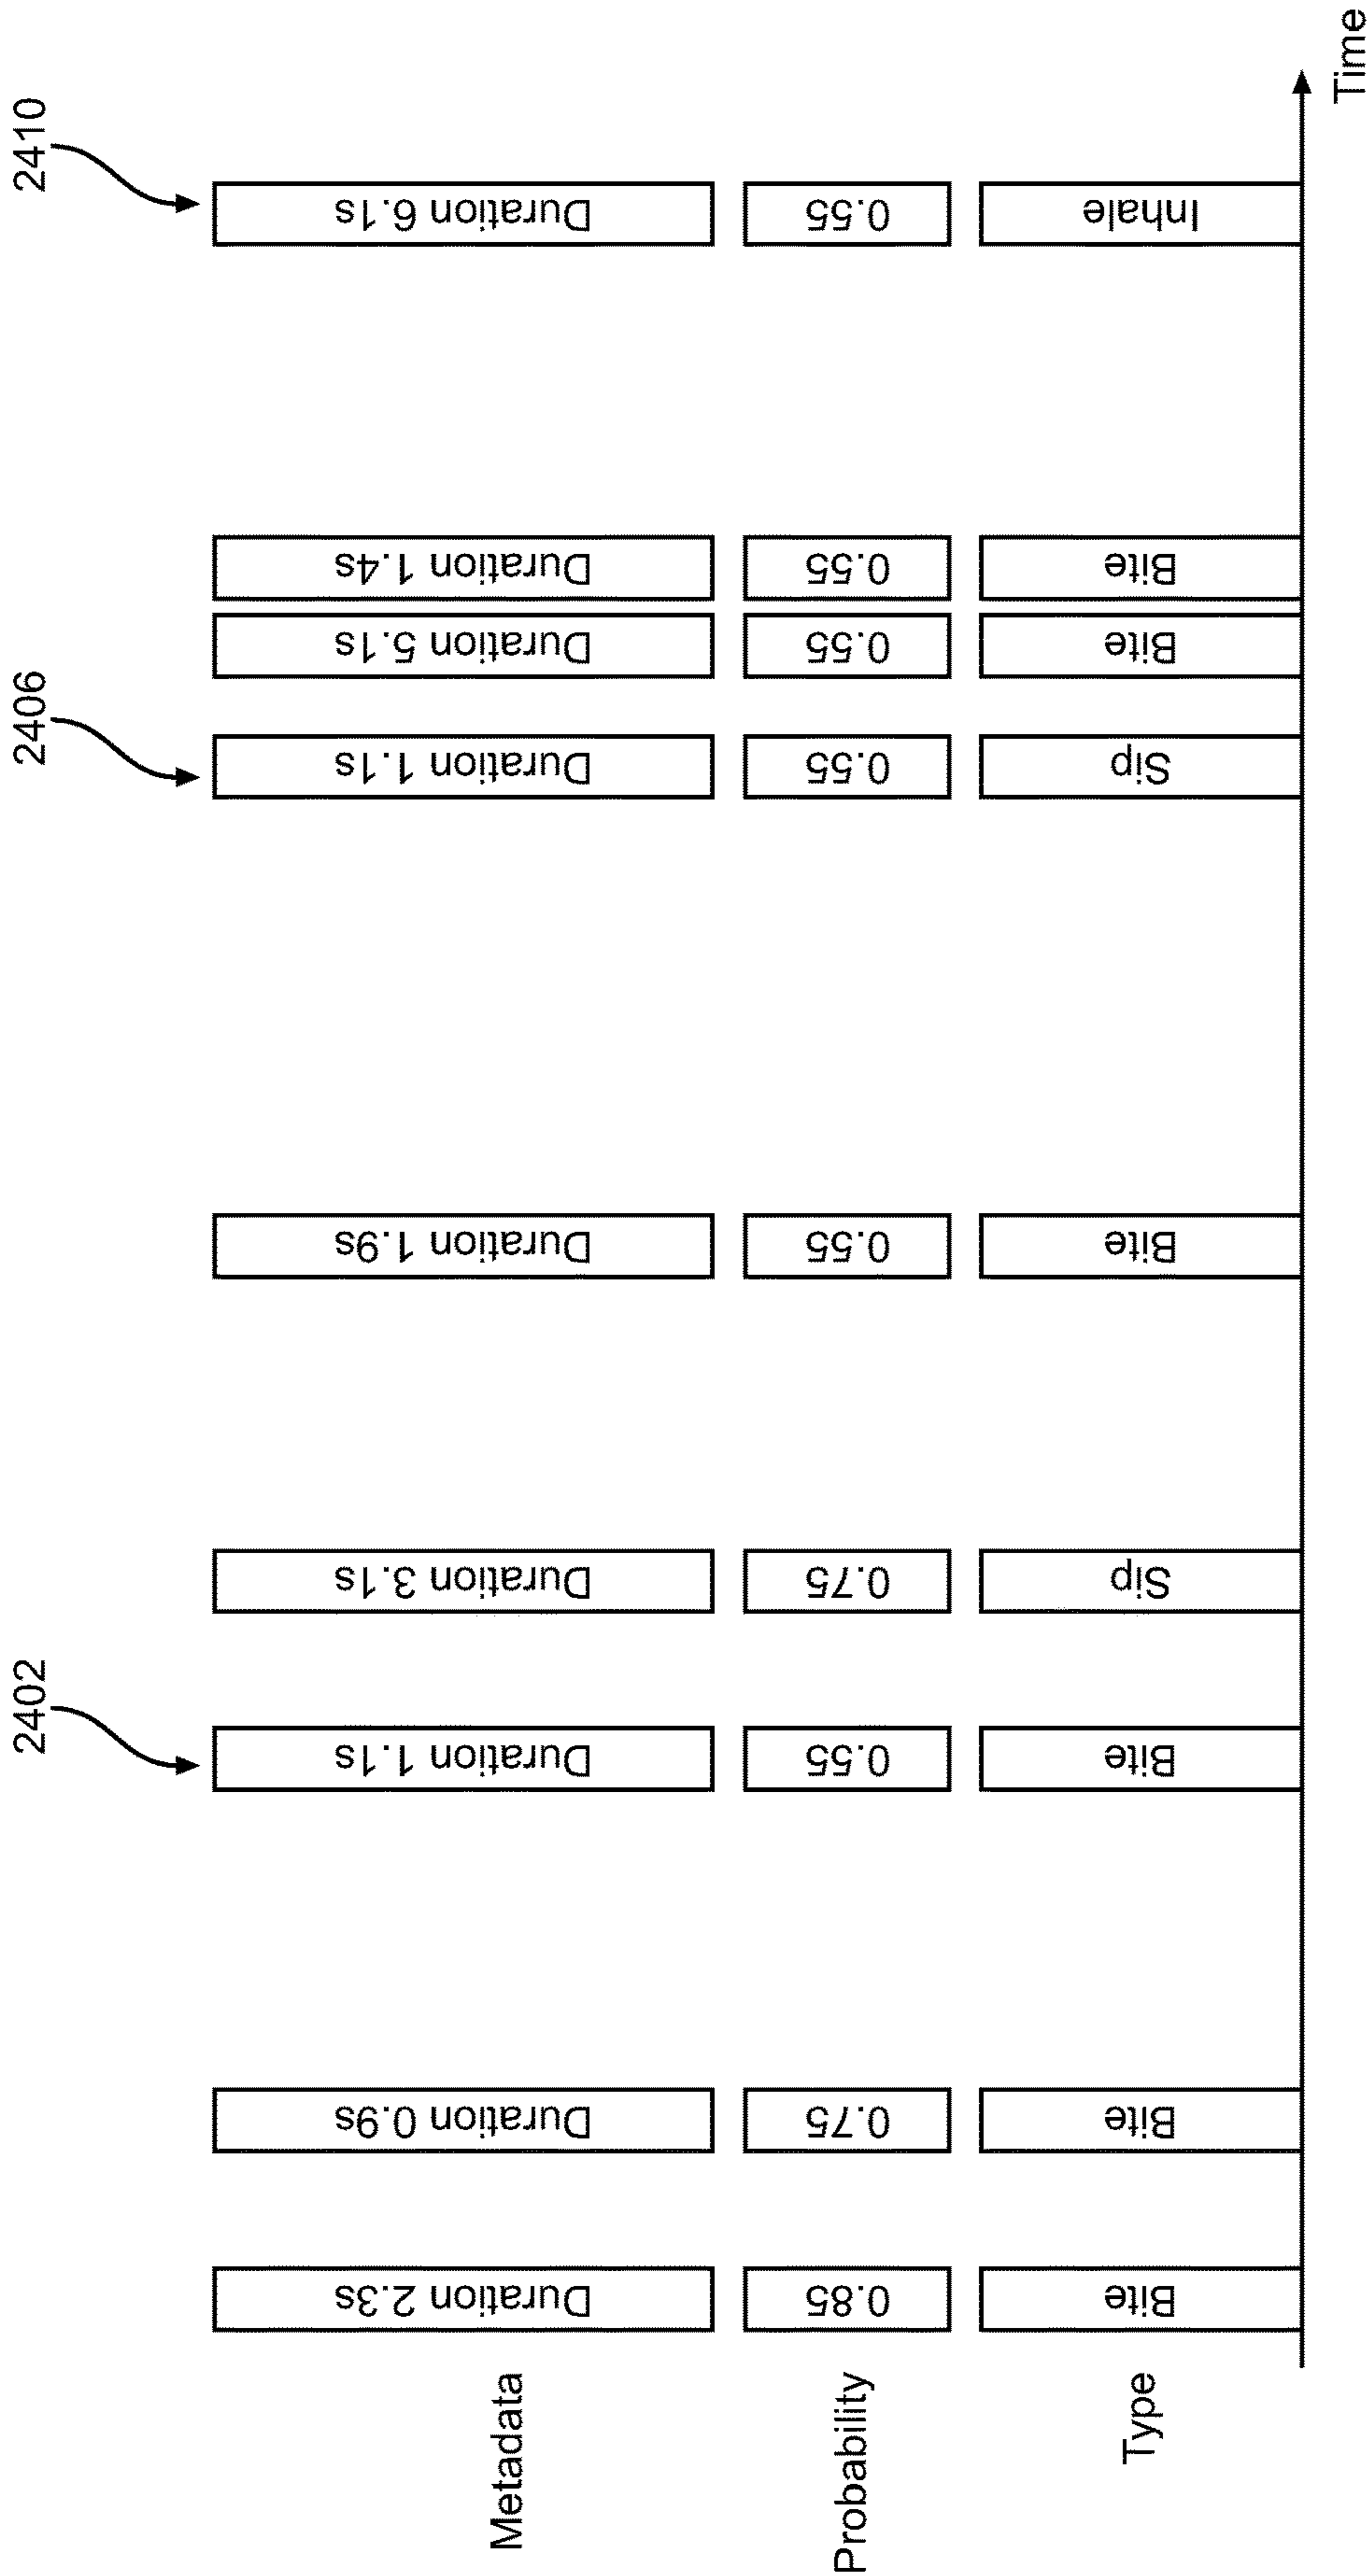 2402
2406
2410
Metadata
Duration 2.3s
Duration 0.9s
Duration 1.1s
Duration 3.1s
Duration 1.9s
Duration 1.1s
Duration 5.1s
Duration 1.4s
Duration 6.1s
Probability
0.85
0.75
0.55
0.75
0.55
0.55
0.55
0.55
0.55
Type
Bite
Bite
Bite
Sip
Bite
Sip
Bite
Bite
Inhale
Time